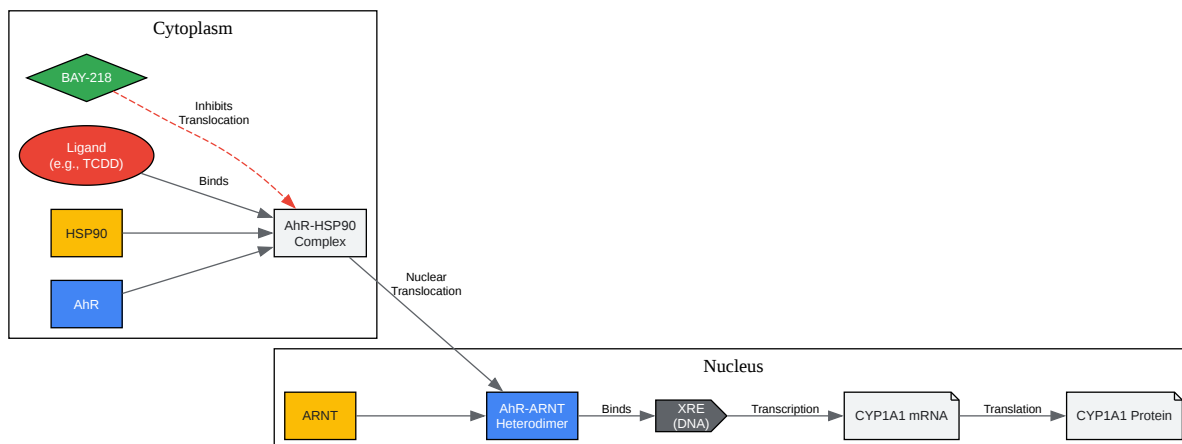 Cytoplasm
BAY-218
Inhibits
Translocation
Ligand
(e.g., TCDD)
Binds
HSP90
AhR-HSP90
Complex
AhR
Nuclear
Translocation
Nucleus
ARNT
AhR-ARNT
Heterodimer
Binds
XRE
(DNA)
Transcription
CYP1A1 mRNA
Translation
CYP1A1 Protein